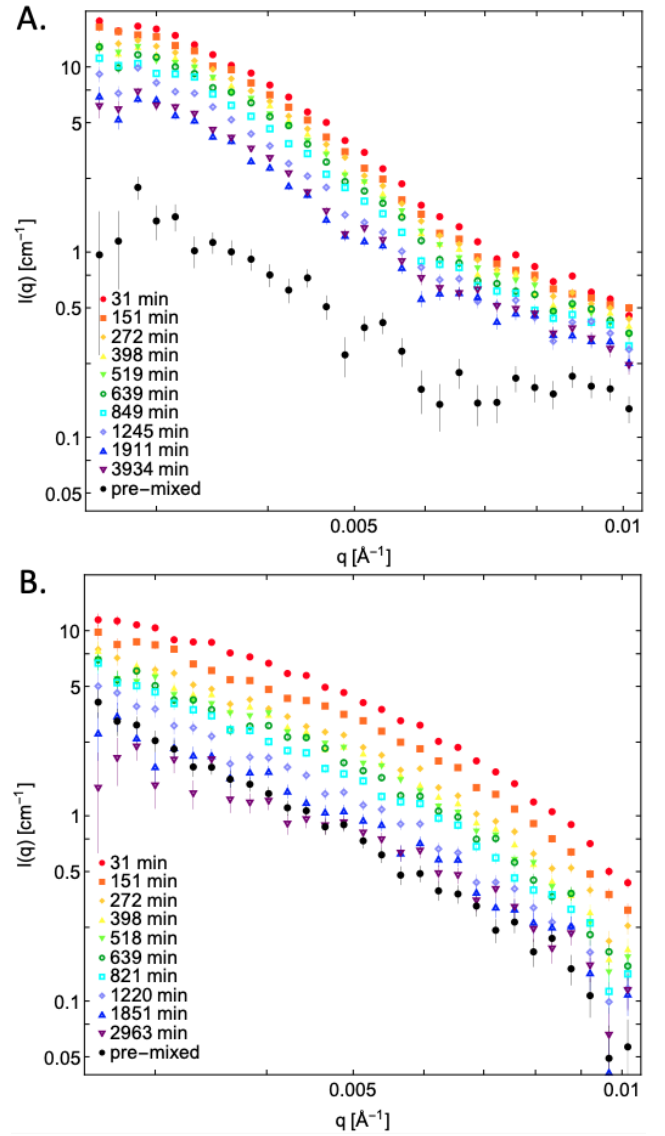 A.
10
5
1
0.5
0.1
0.05
I(q) [cm⁻¹]
31 min
151 min
272 min
398 min
519 min
639 min
849 min
1245 min
1911 min
3934 min
pre-mixed
0.005
0.01
q [Å⁻¹]
B.
10
5
1
0.5
0.1
0.05
I(q) [cm⁻¹]
31 min
151 min
272 min
398 min
518 min
639 min
821 min
1220 min
1851 min
2963 min
pre-mixed
0.005
0.01
q [Å⁻¹]